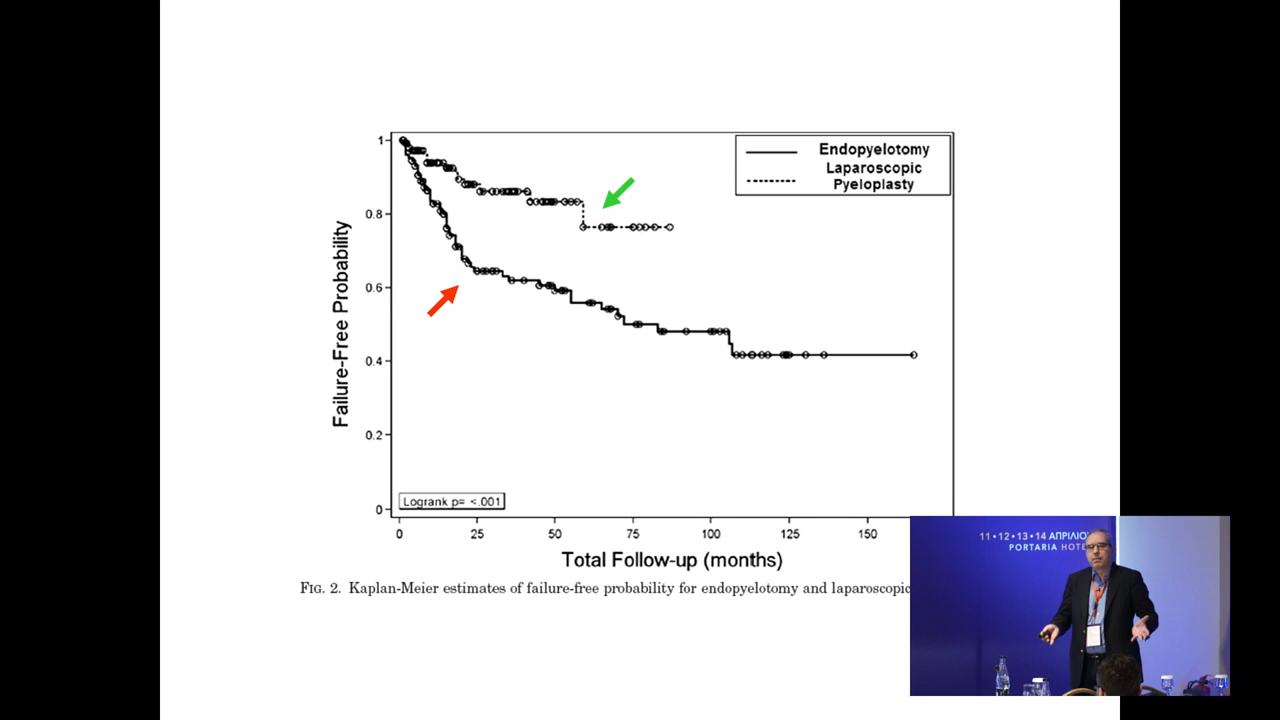 1
0.8
0.6
0.4
0.2
0
Failure-Free Probability
Endopyelotomy
Laparoscopic
Pyeloplasty
Logrank p= <.001
0 25 50 75 100 125 150
Total Follow-up (months)
FIG. 2. Kaplan-Meier estimates of failure-free probability for endopyelotomy and laparoscopic
11•12•13•14 ΑΠΡΙΛΙΟ
PORTARIA HOTE